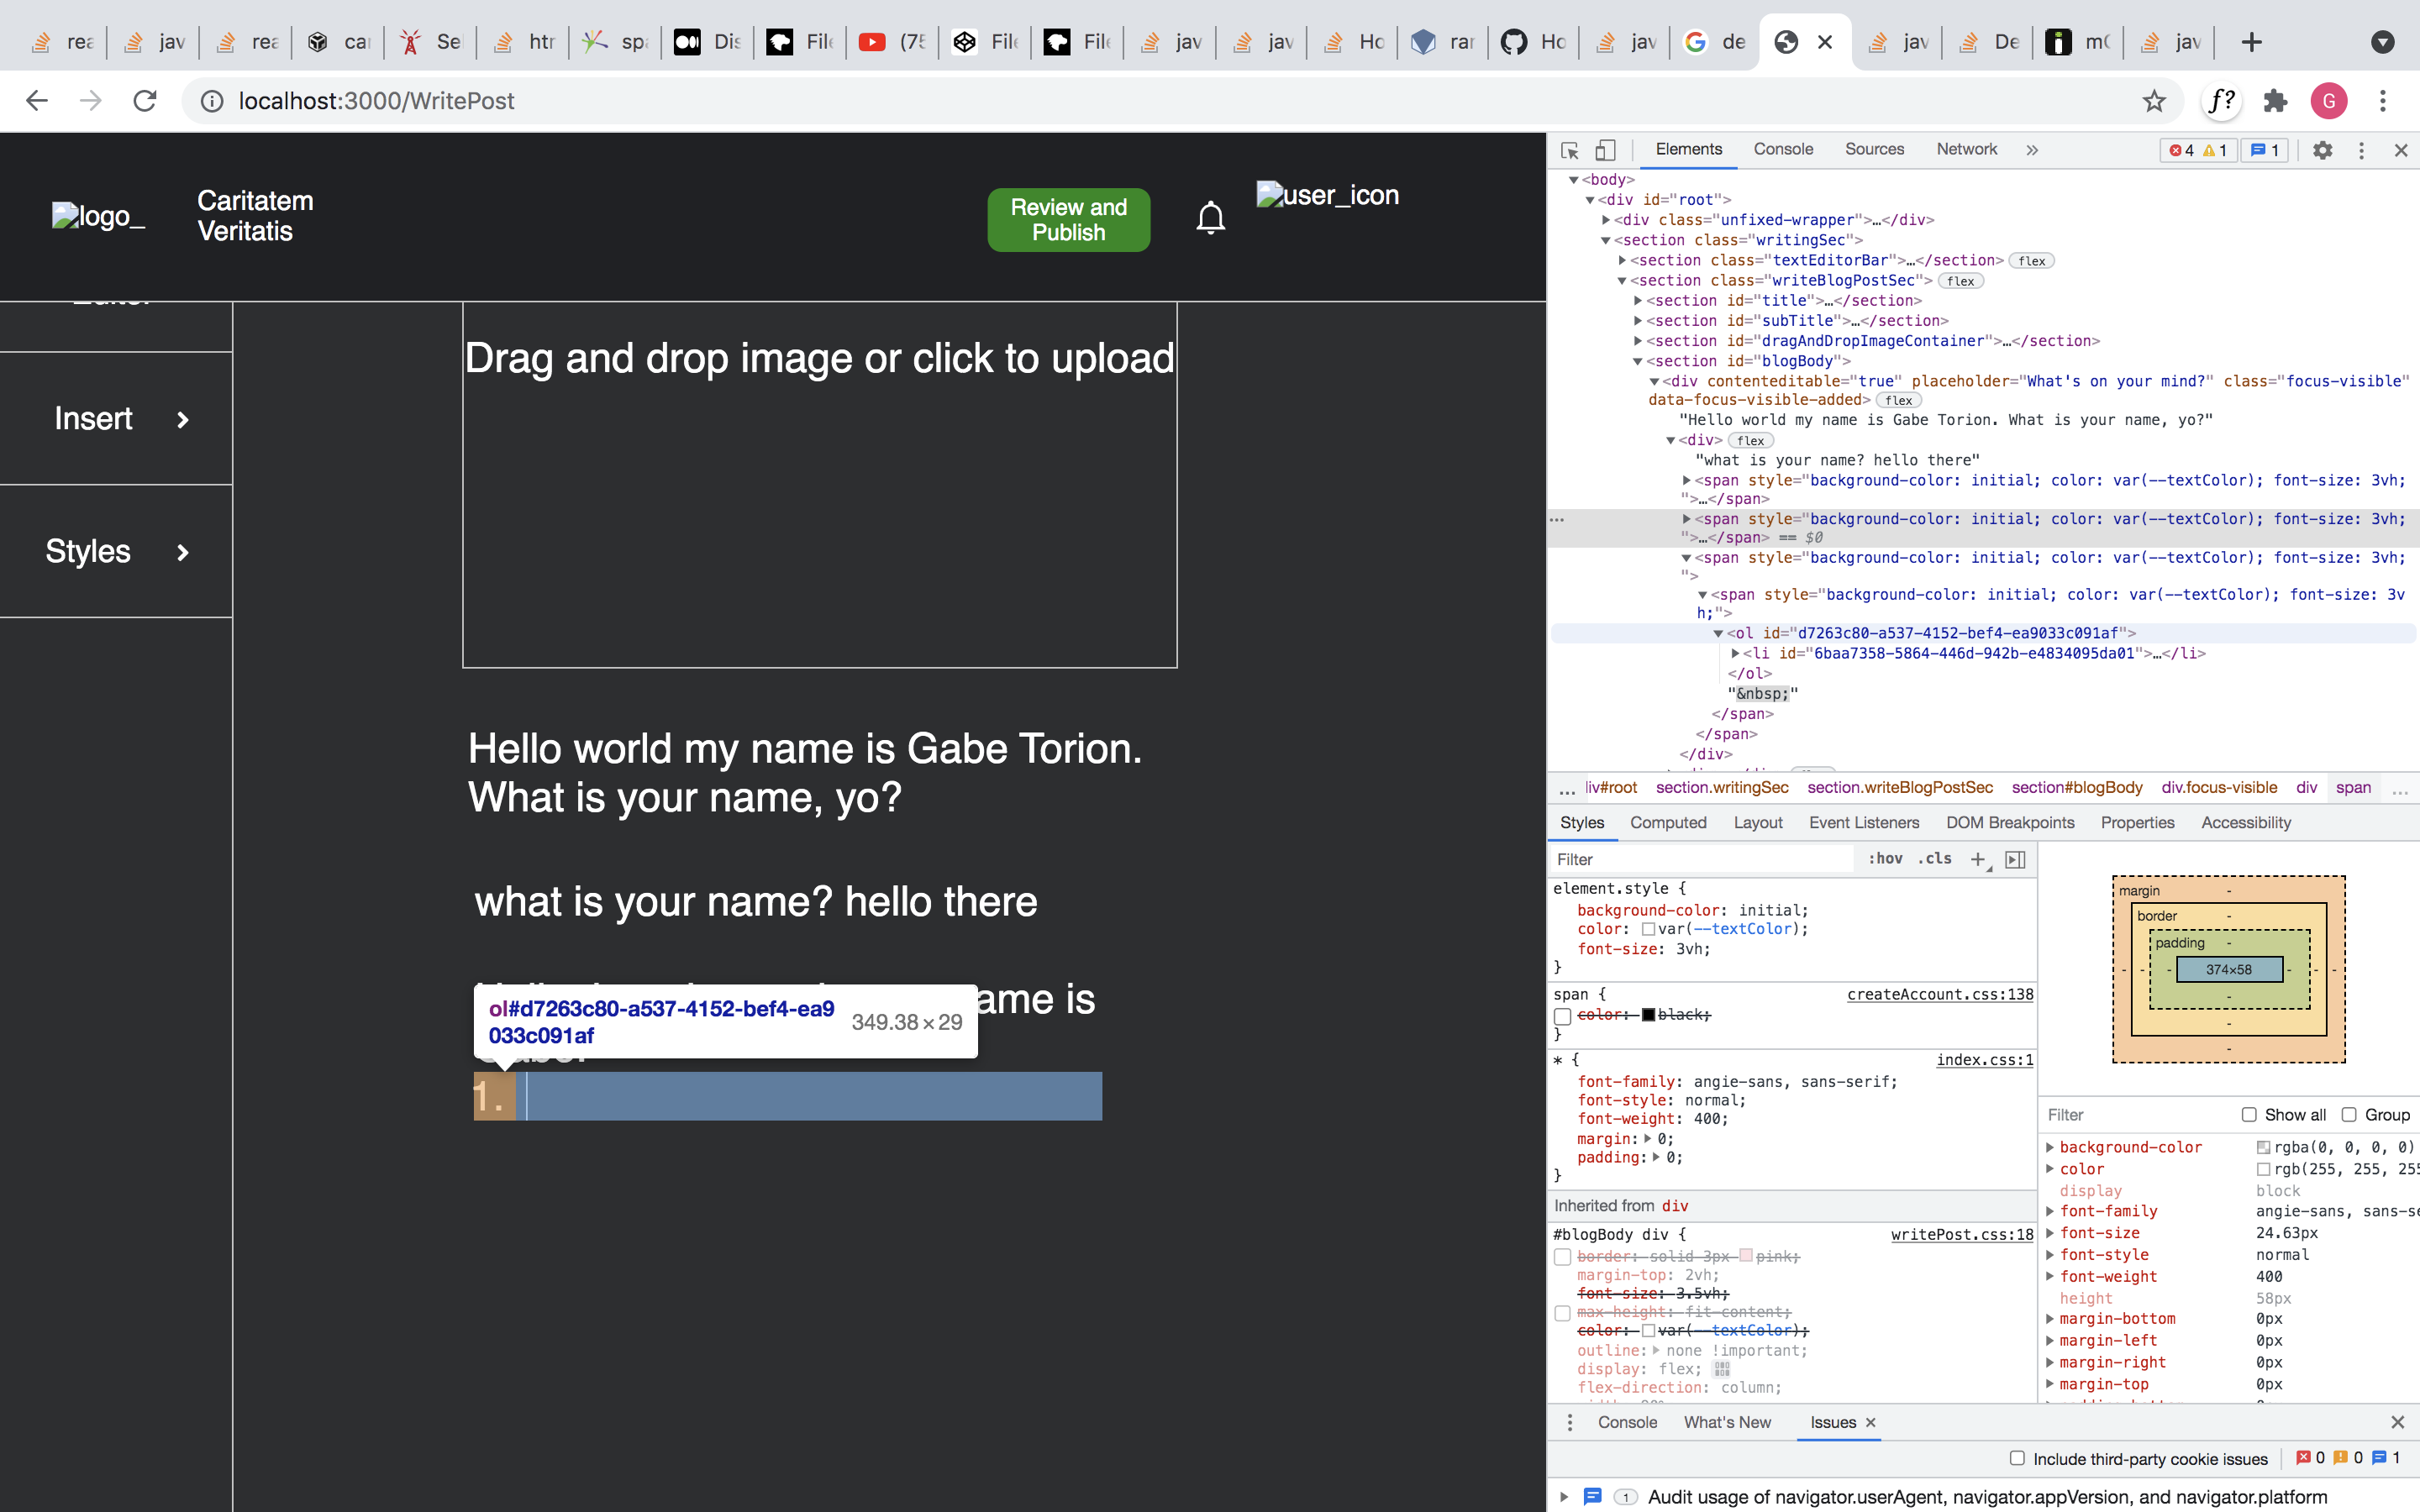 rea jav rea car Sel htr spa Dis File (75 File File jav jav Ho rar Ho jav de jav De m( jav
localhost:3000/WritePost
logo_
Caritatem
Veritatis
Review and
Publish
user_icon
Insert
Styles
Drag and drop image or click to upload
Hello world my name is Gabe Torion.
What is your name, yo?
what is your name? hello there
ame is
ol#d7263c80-a537-4152-bef4-ea9
033c091af
349.38 × 29
1.
Elements Console Sources Network » 4 1 1
▼<body>
▼<div id="root">
▶<div class="unfixed-wrapper">…</div>
▼<section class="writingSec">
▶<section class="textEditorBar">…</section> flex
▼<section class="writeBlogPostSec"> flex
▶<section id="title">…</section>
▶<section id="subTitle">…</section>
▶<section id="dragAndDropImageContainer">…</section>
▼<section id="blogBody">
▼<div contenteditable="true" placeholder="What's on your mind?" class="focus-visible"
data-focus-visible-added> flex
"Hello world my name is Gabe Torion. What is your name, yo?"
▼<div> flex
"what is your name? hello there"
▶<span style="background-color: initial; color: var(--textColor); font-size: 3vh;
">…</span>
▶<span style="background-color: initial; color: var(--textColor); font-size: 3vh;
">…</span> == $0
▼<span style="background-color: initial; color: var(--textColor); font-size: 3vh;
">
▼<span style="background-color: initial; color: var(--textColor); font-size: 3v
h;">
▼<ol id="d7263c80-a537-4152-bef4-ea9033c091af">
▶<li id="6baa7358-5864-446d-942b-e4834095da01">…</li>
</ol>
"&nbsp;"
</span>
</span>
</div>
… iv#root section.writingSec section.writeBlogPostSec section#blogBody div.focus-visible div span …
Styles Computed Layout Event Listeners DOM Breakpoints Properties Accessibility
Filter :hov .cls
element.style {
background-color: initial;
color: var(--textColor);
font-size: 3vh;
}
span { createAccount.css:138
color: black;
}
* { index.css:1
font-family: angie-sans, sans-serif;
font-style: normal;
font-weight: 400;
margin: 0;
padding: 0;
}
Inherited from div
#blogBody div { writePost.css:18
border: solid 3px pink;
margin-top: 2vh;
font-size: 3.5vh;
max-height: fit-content;
color: var(--textColor);
outline: none !important;
display: flex;
flex-direction: column;
margin -
border -
padding -
- - - 374×58 - - -
-
-
-
Filter Show all Group
background-color rgba(0, 0, 0, 0)
color rgb(255, 255, 255
display block
font-family angie-sans, sans-se
font-size 24.63px
font-style normal
font-weight 400
height 58px
margin-bottom 0px
margin-left 0px
margin-right 0px
margin-top 0px
Console What's New Issues
Include third-party cookie issues 0 0 1
1 Audit usage of navigator.userAgent, navigator.appVersion, and navigator.platform